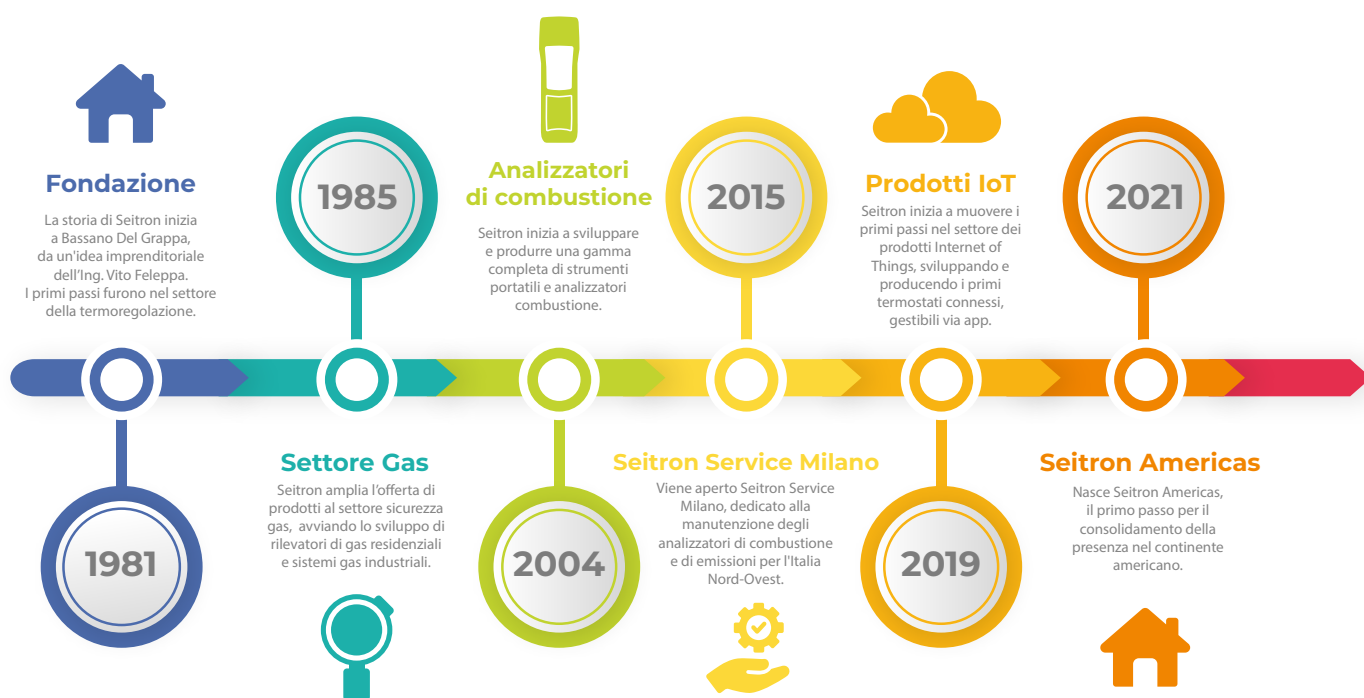 Fondazione
La storia di Seitron inizia
a Bassano Del Grappa,
da un'idea imprenditoriale
dell'Ing. Vito Feleppa.
I primi passi furono nel settore
della termoregolazione.
1981
1985
Settore Gas
Seitron amplia l'offerta di
prodotti al settore sicurezza
gas, avviando lo sviluppo di
rilevatori di gas residenziali
e sistemi gas industriali.
Analizzatori
di combustione
Seitron inizia a sviluppare
e produrre una gamma
completa di strumenti
portatili e analizzatori
combustione.
2004
2015
Seitron Service Milano
Viene aperto Seitron Service
Milano, dedicato alla
manutenzione degli
analizzatori di combustione
e di emissioni per l'Italia
Nord-Ovest.
Prodotti IoT
Seitron inizia a muovere i
primi passi nel settore dei
prodotti Internet of
Things, sviluppando e
producendo i primi
termostati connessi,
gestibili via app.
2019
2021
Seitron Americas
Nasce Seitron Americas,
il primo passo per il
consolidamento della
presenza nel continente
americano.